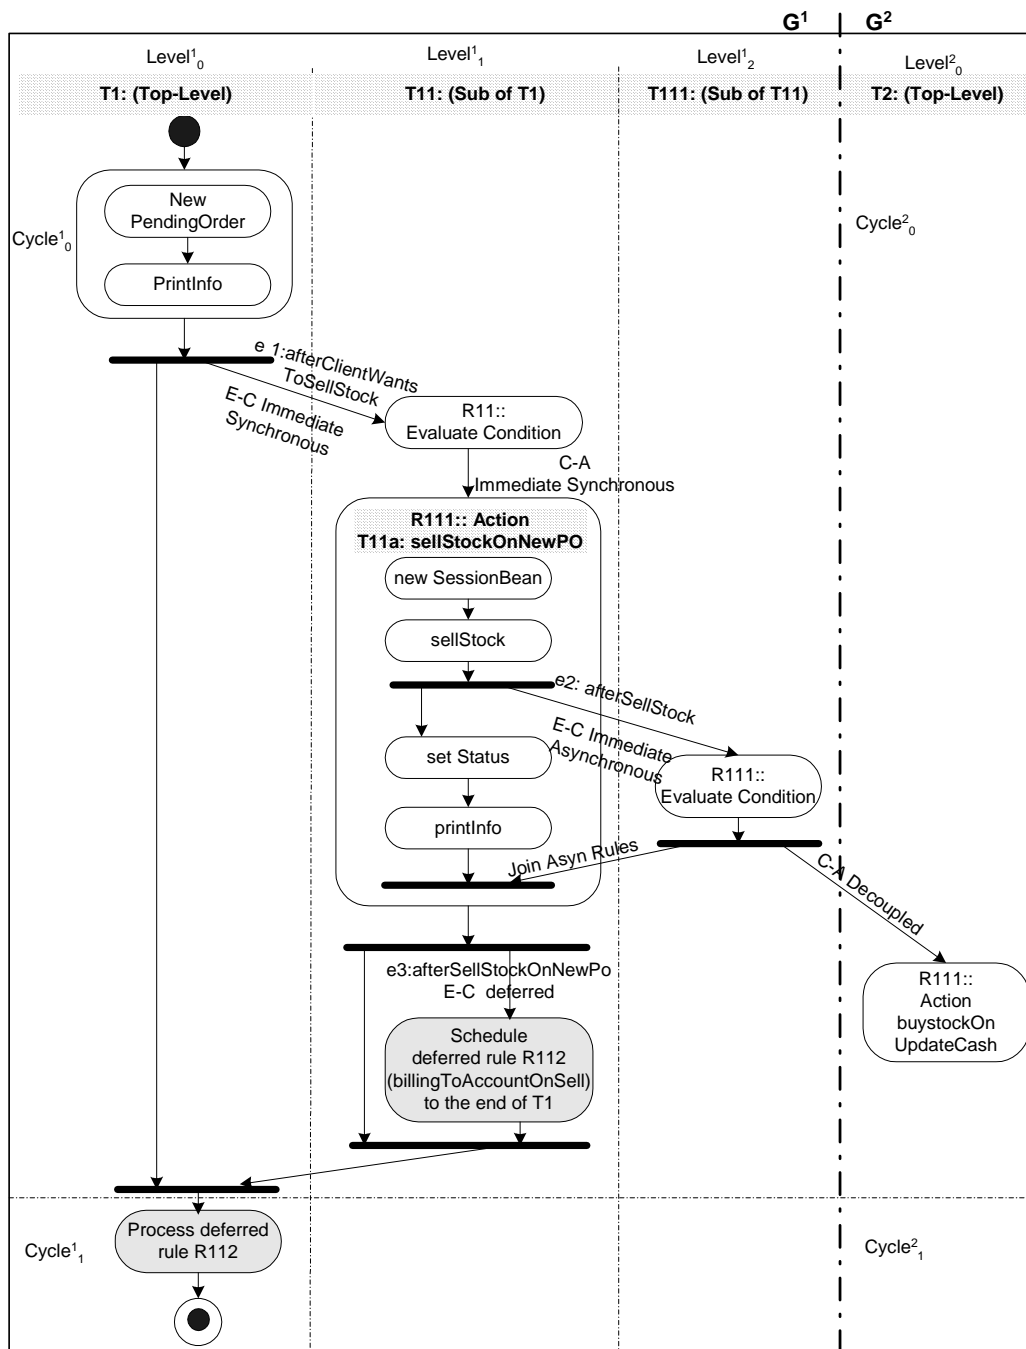 G¹ G²
Level¹₀ Level¹₁ Level¹₂ Level²₀
T1: (Top-Level) T11: (Sub of T1) T111: (Sub of T11) T2: (Top-Level)
New
PendingOrder
Cycle¹₀
Cycle²₀
PrintInfo
e 1:afterClientWants
ToSellStock
E-C Immediate
Synchronous
R11::
Evaluate Condition
C-A
Immediate Synchronous
R111:: Action
T11a: sellStockOnNewPO
new SessionBean
sellStock
e2: afterSellStock
E-C Immediate
Asynchronous
set Status
R111::
Evaluate Condition
printInfo
Join Asyn Rules
C-A Decoupled
e3:afterSellStockOnNewPo
E-C deferred
R111::
Action
buystockOn
UpdateCash
Schedule
deferred rule R112
(billingToAccountOnSell)
to the end of T1
Process deferred
rule R112
Cycle¹₁
Cycle²₁